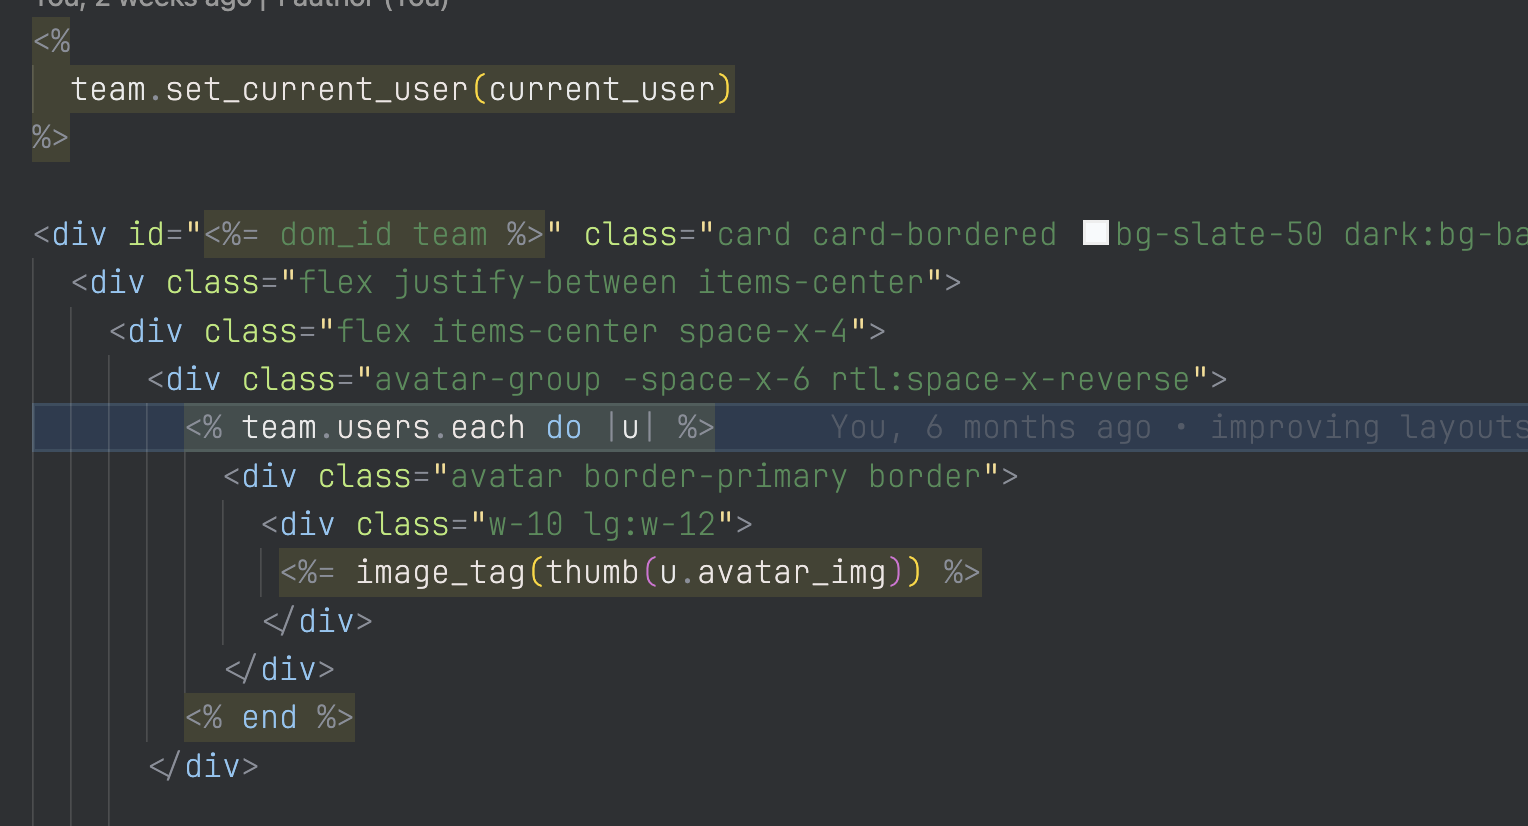 You, 2 weeks ago | 1 author (You)
<%
team.set_current_user(current_user)
%>
<div id="<%= dom_id team %>" class="card card-bordered bg-slate-50 dark:bg-ba
<div class="flex justify-between items-center">
<div class="flex items-center space-x-4">
<div class="avatar-group -space-x-6 rtl:space-x-reverse">
<% team.users.each do |u| %> You, 6 months ago • improving layouts
<div class="avatar border-primary border">
<div class="w-10 lg:w-12">
<%= image_tag(thumb(u.avatar_img)) %>
</div>
</div>
<% end %>
</div>